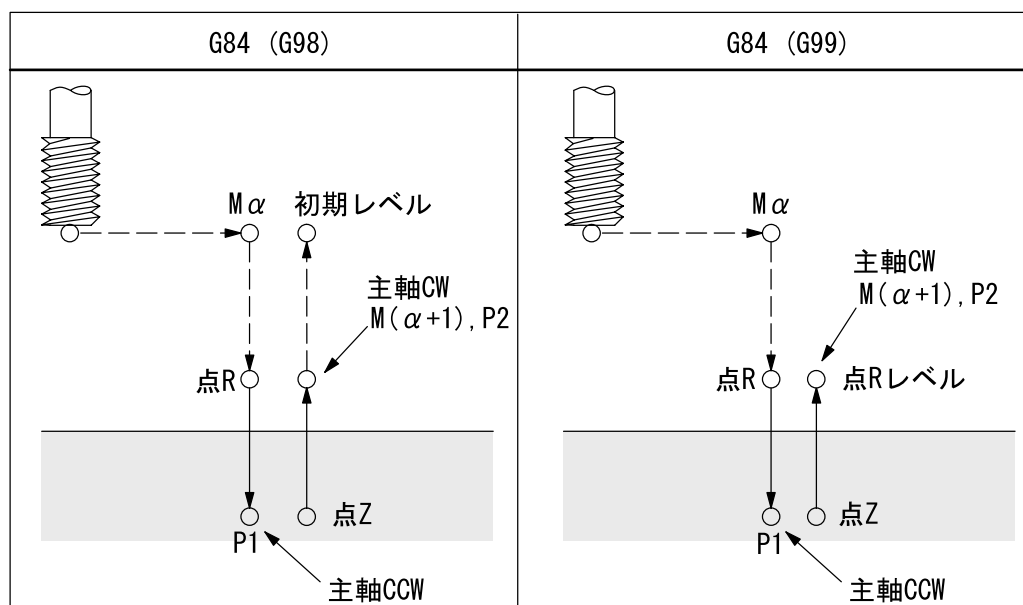 G84 (G98)
Mα
初期レベル
主軸CW
M(α+1), P2
点R
点Z
P1
主軸CCW
G84 (G99)
Mα
主軸CW
M(α+1), P2
点R
点Rレベル
点Z
P1
主軸CCW